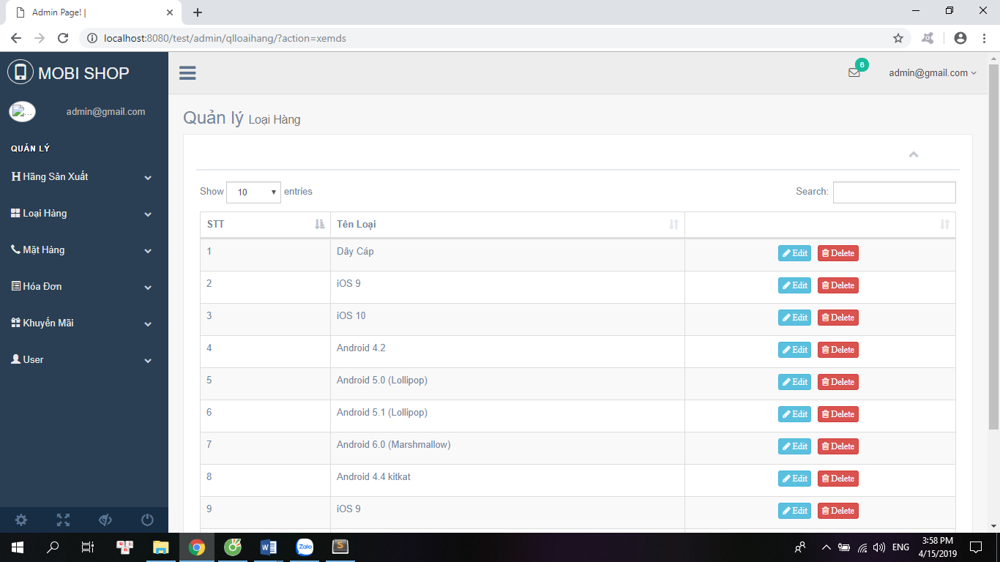 Admin Page! |
localhost:8080/test/admin/qlloaihang/?action=xemds
MOBI SHOP
6
admin@gmail.com
admin@gmail.com
QUẢN LÝ
Hãng Sản Xuất
Loại Hàng
Mặt Hàng
Hóa Đơn
Khuyến Mãi
User
Quản lý Loại Hàng
Show 10 entries
Search:
STT Tên Loại
1 Dây Cáp Edit Delete
2 iOS 9 Edit Delete
3 iOS 10 Edit Delete
4 Android 4.2 Edit Delete
5 Android 5.0 (Lollipop) Edit Delete
6 Android 5.1 (Lollipop) Edit Delete
7 Android 6.0 (Marshmallow) Edit Delete
8 Android 4.4 kitkat Edit Delete
9 iOS 9 Edit Delete
Zalo
ENG
3:58 PM
4/15/2019